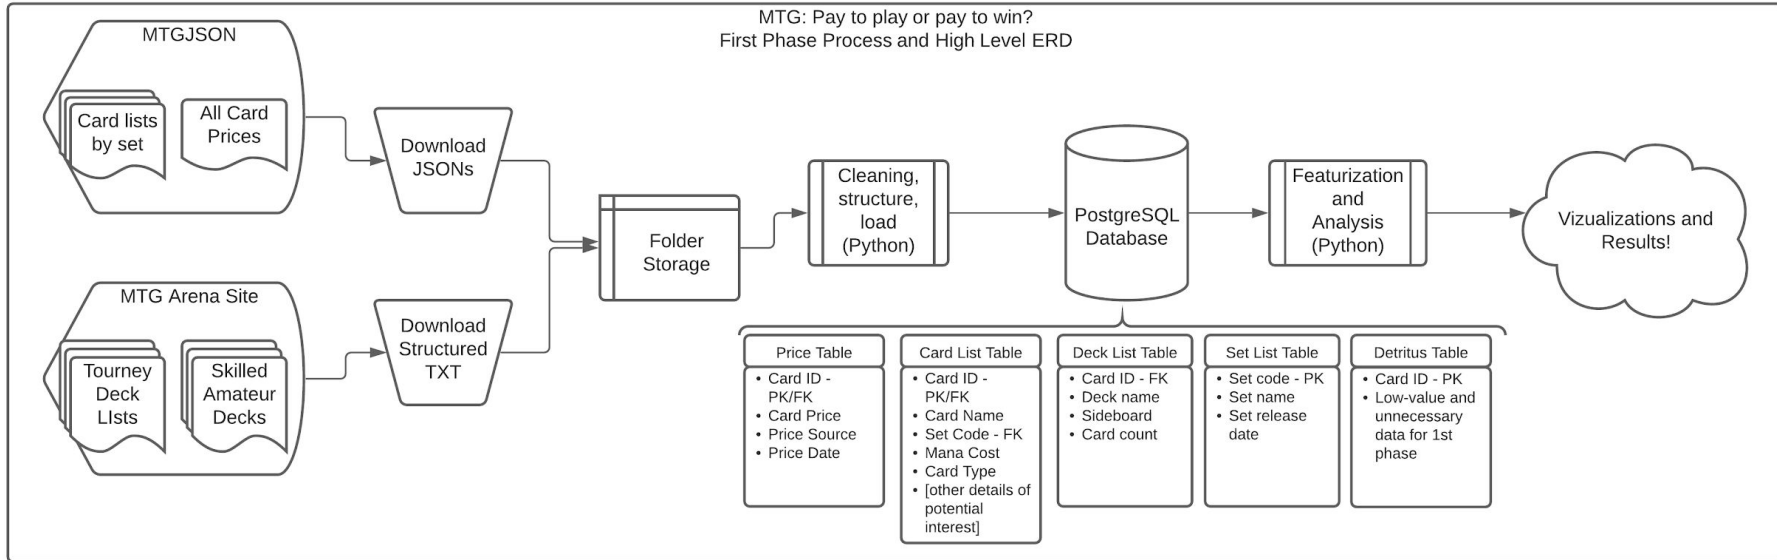 MTG: Pay to play or pay to win?
First Phase Process and High Level ERD
MTGJSON
Card lists
by set
All Card
Prices
Download
JSONs
MTG Arena Site
Tourney
Deck
LIsts
Skilled
Amateur
Decks
Download
Structured
TXT
Folder
Storage
Cleaning,
structure,
load
(Python)
PostgreSQL
Database
Featurization
and
Analysis
(Python)
Vizualizations and
Results!
Price Table
• Card ID -
PK/FK
• Card Price
• Price Source
• Price Date
Card List Table
• Card ID -
PK/FK
• Card Name
• Set Code - FK
• Mana Cost
• Card Type
• [other details of
potential
interest]
Deck List Table
• Card ID - FK
• Deck name
• Sideboard
• Card count
Set List Table
• Set code - PK
• Set name
• Set release
date
Detritus Table
• Card ID - PK
• Low-value and
unnecessary
data for 1st
phase